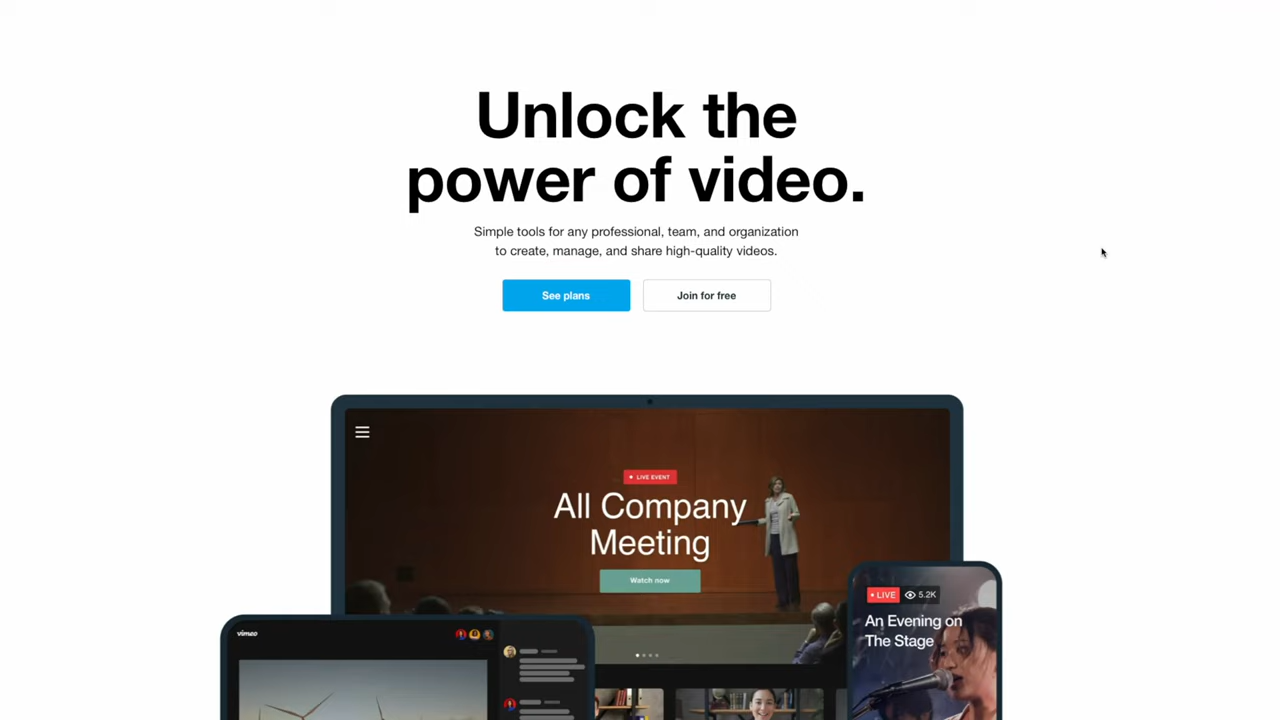 Unlock the
power of video.
Simple tools for any professional, team, and organization
to create, manage, and share high-quality videos.
See plans
Join for free
LIVE EVENT
All Company
Meeting
Watch now
LIVE 5.2K
An Evening on
The Stage
vimeo